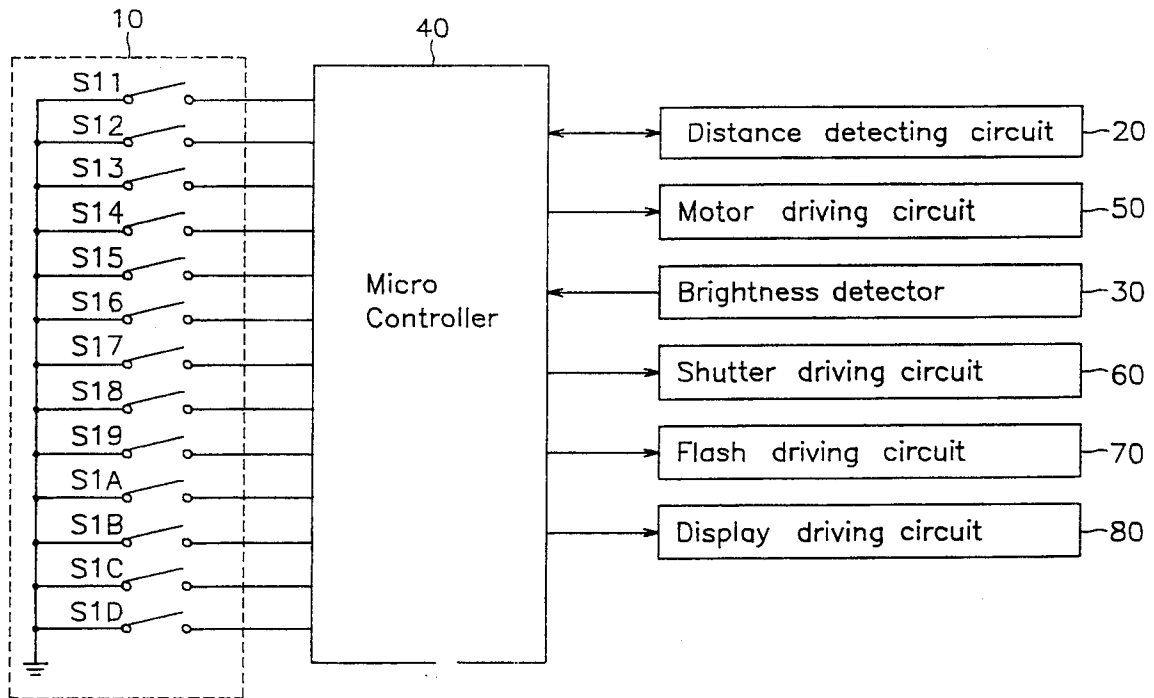 10
40
S11
S12
S13
S14
S15
S16
S17
S18
S19
S1A
S1B
S1C
S1D
Micro
Controller
Distance detecting circuit 20
Motor driving circuit 50
Brightness detector 30
Shutter driving circuit 60
Flash driving circuit 70
Display driving circuit 80